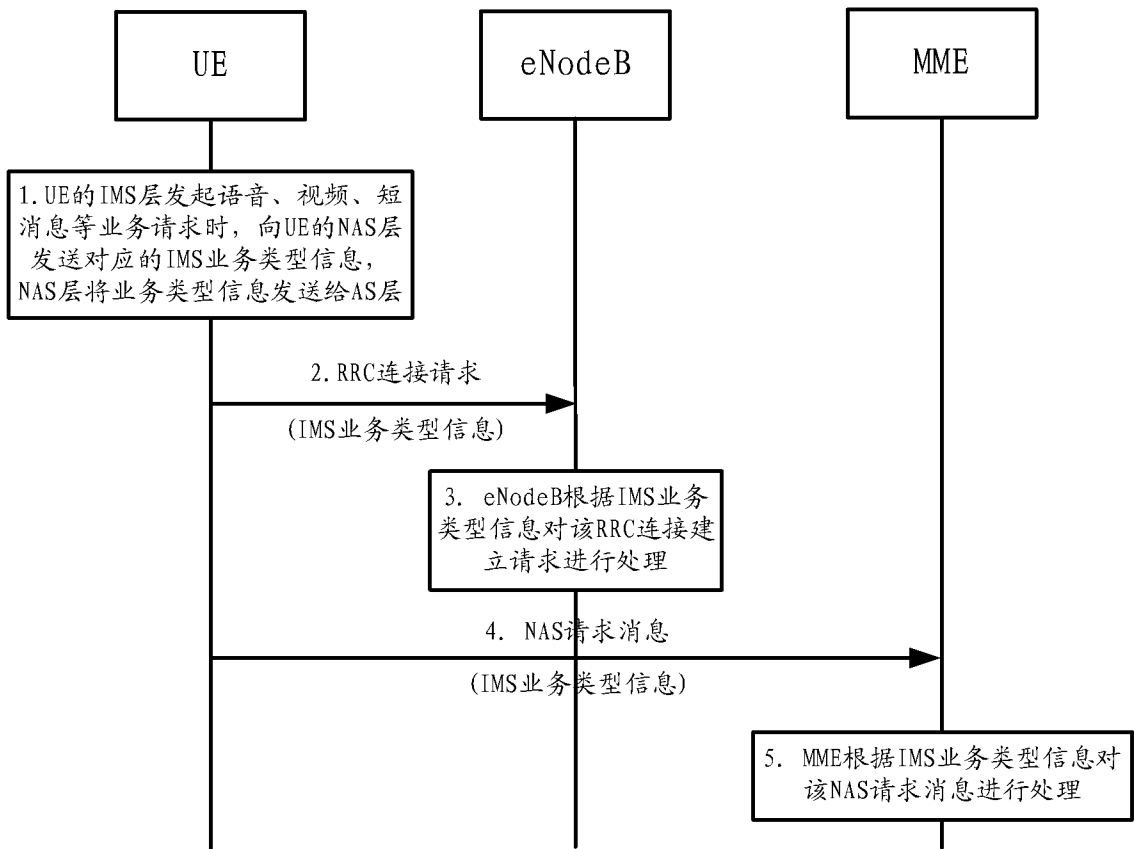 UE
eNodeB
MME
1.UE的IMS层发起语音、视频、短
消息等业务请求时，向UE的NAS层
发送对应的IMS业务类型信息，
NAS层将业务类型信息发送给AS层
2.RRC连接请求
(IMS业务类型信息)
3. eNodeB根据IMS业务
类型信息对该RRC连接建
立请求进行处理
4. NAS请求消息
(IMS业务类型信息)
5. MME根据IMS业务类型信息对
该NAS请求消息进行处理